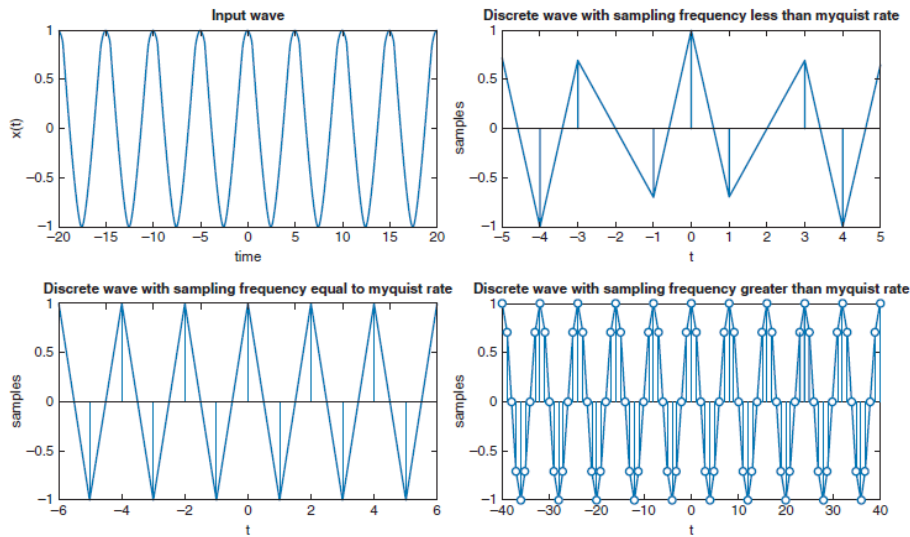 Input wave
1
0.5
0
−0.5
−1
x(t)
−20 −15 −10 −5 0 5 10 15 20
time
Discrete wave with sampling frequency less than myquist rate
1
0.5
0
−0.5
−1
samples
−5 −4 −3 −2 −1 0 1 2 3 4 5
t
Discrete wave with sampling frequency equal to myquist rate
1
0.5
0
−0.5
−1
samples
−6 −4 −2 0 2 4 6
t
Discrete wave with sampling frequency greater than myquist rate
1
0.5
0
−0.5
−1
samples
−40 −30 −20 −10 0 10 20 30 40
t